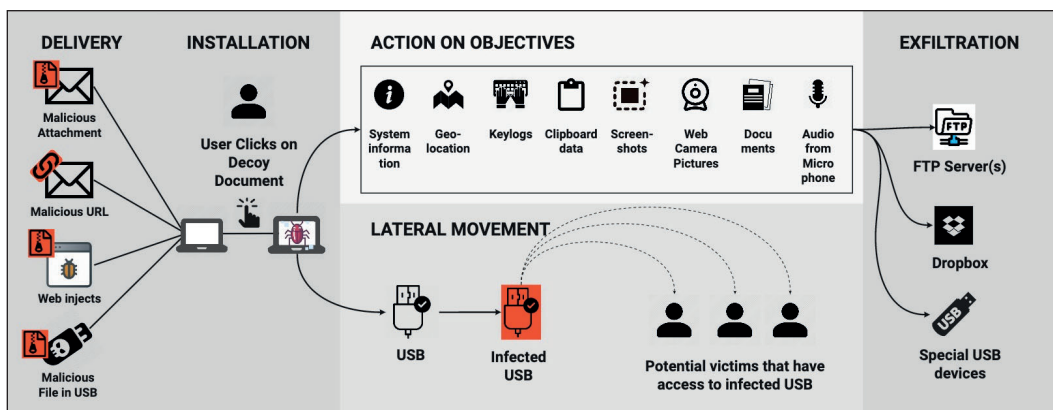 DELIVERY
Malicious
Attachment
Malicious URL
Web injects
Malicious
File in USB
INSTALLATION
User Clicks on
Decoy
Document
ACTION ON OBJECTIVES
System
informa
tion
Geo-
location
Keylogs
Clipboard
data
Screen-
shots
Web
Camera
Pictures
Docu
ments
Audio
from
Micro
phone
LATERAL MOVEMENT
USB
Infected
USB
Potential victims that have
access to infected USB
EXFILTRATION
FTP
FTP Server(s)
Dropbox
USB
Special USB
devices